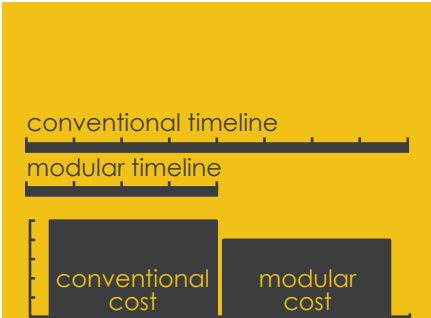 conventional timeline
modular timeline
conventional
cost
modular
cost